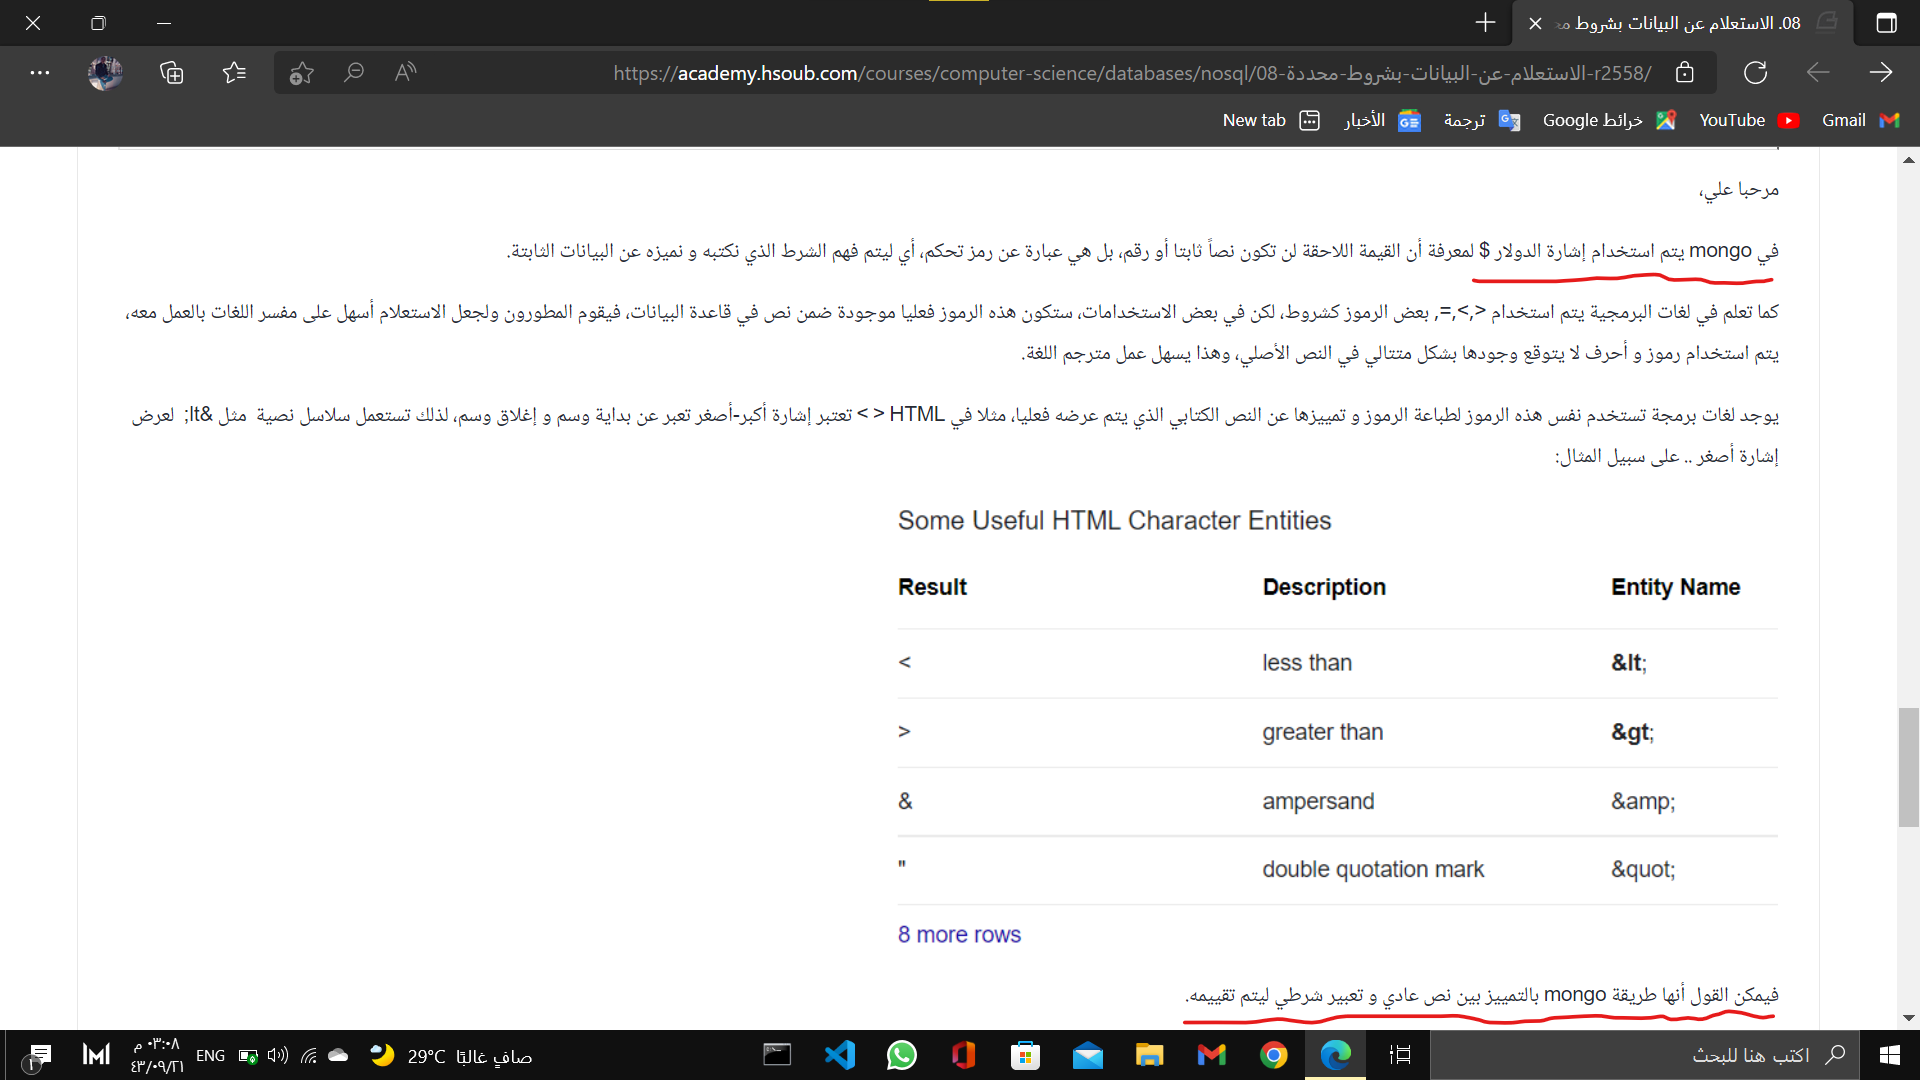 08. الاستعلام عن البيانات بشروط مح
https://academy.hsoub.com/courses/computer-science/databases/nosql/08-الاستعلام-عن-البيانات-بشروط-محددة-r2558/
Gmail
YouTube
خرائط Google
ترجمة
الأخبار
New tab
مرحبا علي،
في mongo يتم استخدام إشارة الدولار $ لمعرفة أن القيمة اللاحقة لن تكون نصاً ثابتا أو رقم، بل هي عبارة عن رمز تحكم، أي ليتم فهم الشرط الذي نكتبه و نميزه عن البيانات الثابتة.
كما تعلم في لغات البرمجية يتم استخدام <,>,=, بعض الرموز كشروط، لكن في بعض الاستخدامات، ستكون هذه الرموز فعليا موجودة ضمن نص في قاعدة البيانات، فيقوم المطورون ولجعل الاستعلام أسهل على مفسر اللغات بالعمل معه،
يتم استخدام رموز و أحرف لا يتوقع وجودها بشكل متتالي في النص الأصلي، وهذا يسهل عمل مترجم اللغة.
يوجد لغات برمجة تستخدم نفس هذه الرموز لطباعة الرموز و تمييزها عن النص الكتابي الذي يتم عرضه فعليا، مثلا في HTML < > تعتبر إشارة أكبر-أصغر تعبر عن بداية وسم و إغلاق وسم، لذلك تستعمل سلاسل نصية مثل &lt; لعرض
إشارة أصغر .. على سبيل المثال:
Some Useful HTML Character Entities
Result Description Entity Name
< less than &lt;
> greater than &gt;
& ampersand &amp;
" double quotation mark &quot;
8 more rows
فيمكن القول أنها طريقة mongo بالتمييز بين نص عادي و تعبير شرطي ليتم تقييمه.
اكتب هنا للبحث
صافٍ غالبًا 29°C
ENG
٠٣:٠٨ م
٤٣/٠٩/٢١
١